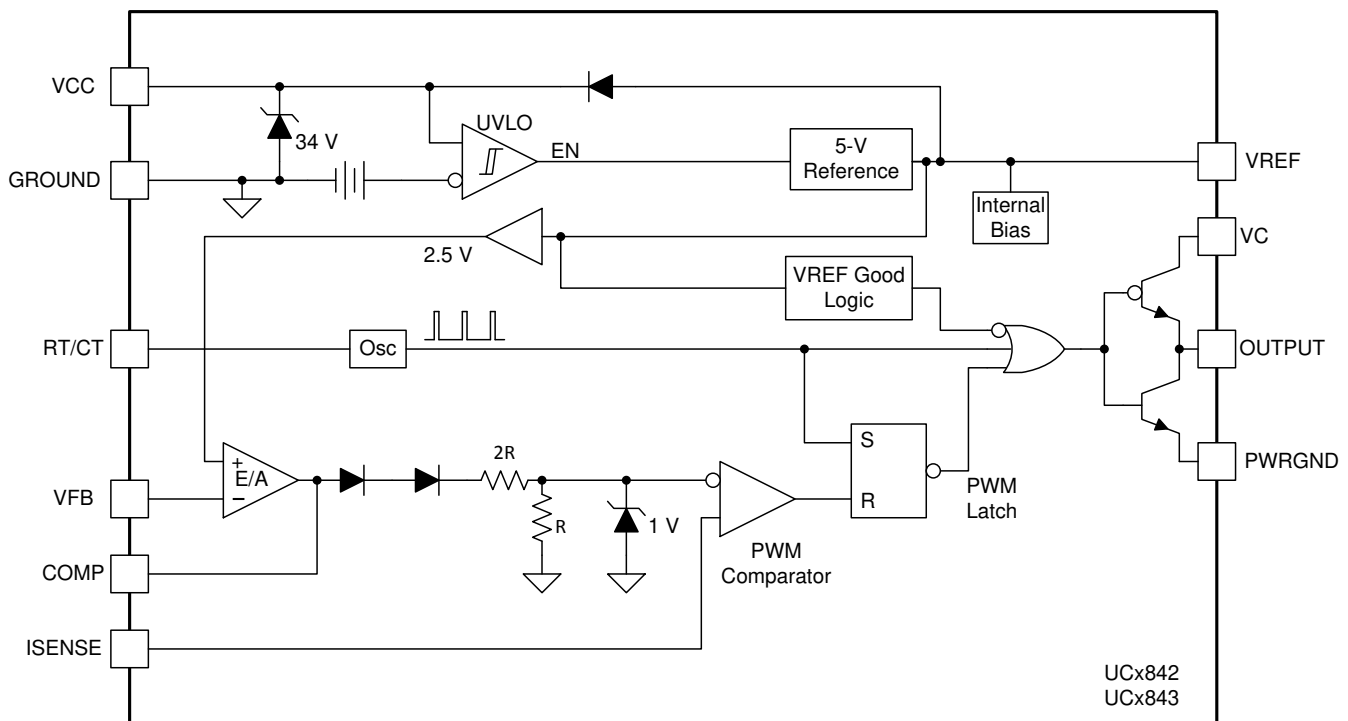 VCC
UVLO
34 V
EN
5-V
Reference
VREF
GROUND
Internal
Bias
VC
2.5 V
VREF Good
Logic
RT/CT
Osc
OUTPUT
2R
S
+
E/A
−
PWRGND
VFB
R
R
1 V
PWM
Latch
COMP
PWM
Comparator
ISENSE
UCx842
UCx843